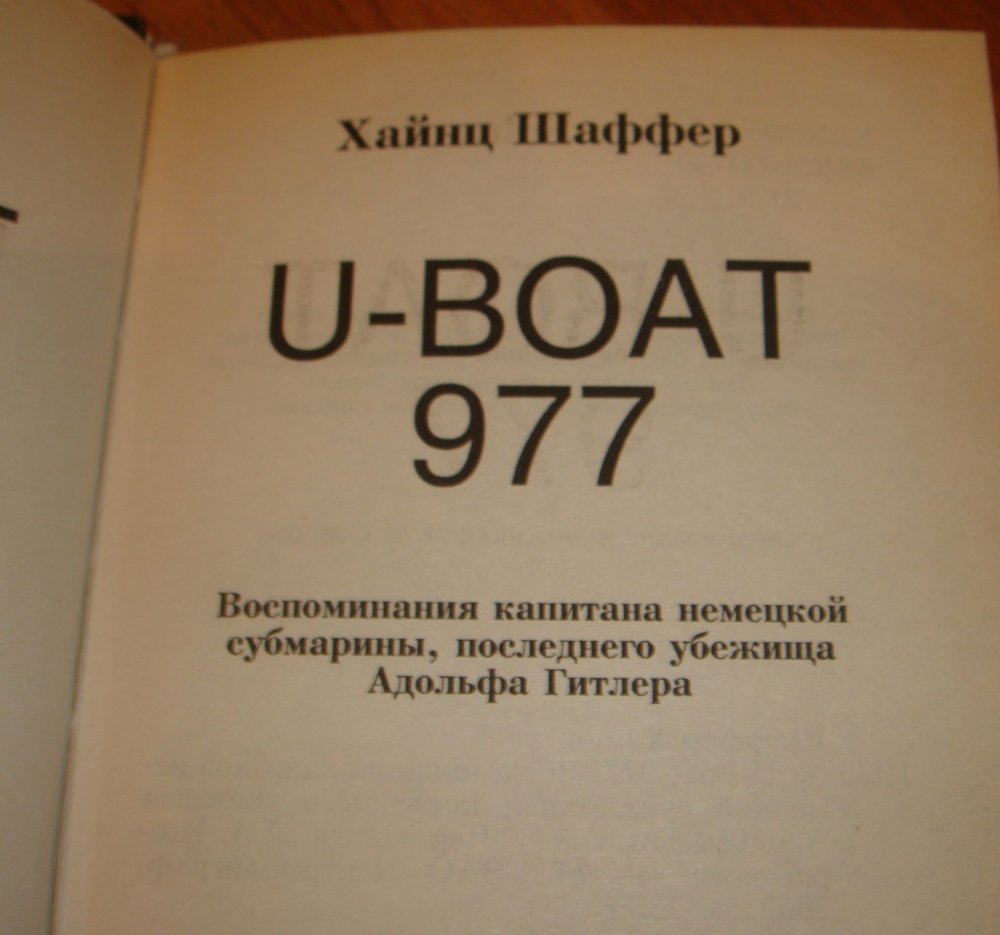 Хайнц Шаффер
U-BOAT
977
Воспоминания капитана немецкой
субмарины, последнего убежища
Адольфа Гитлера